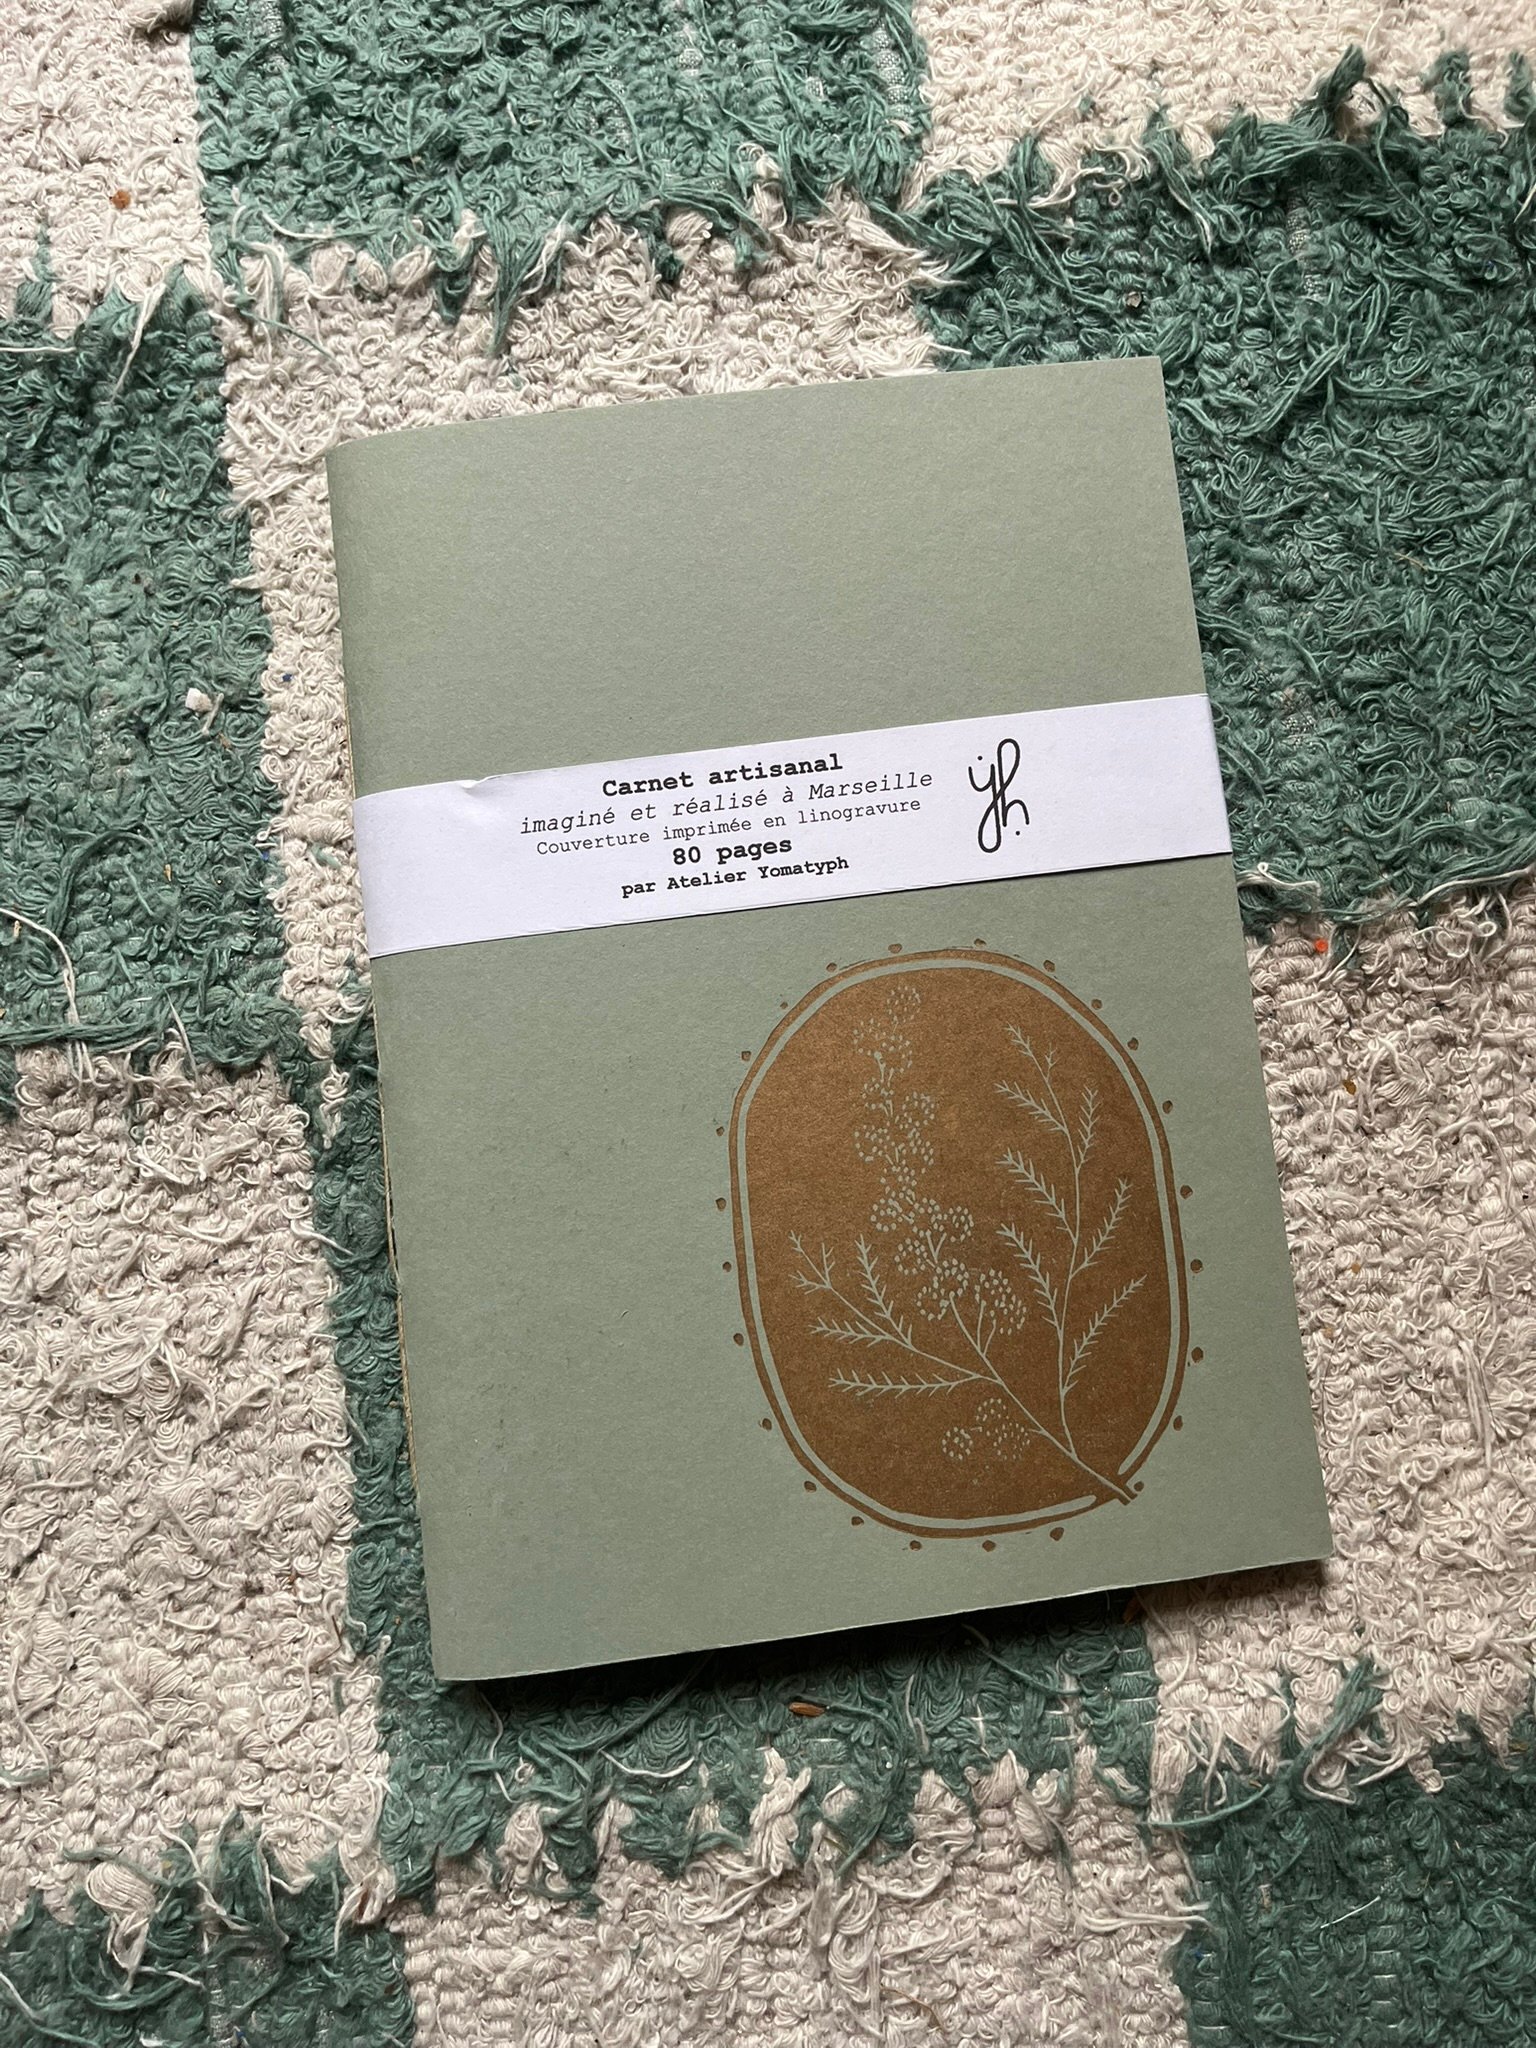 Carnet artisanal
imaginé et réalisé à Marseille
Couverture imprimée en linogravure
80 pages
par Atelier Yomatyph